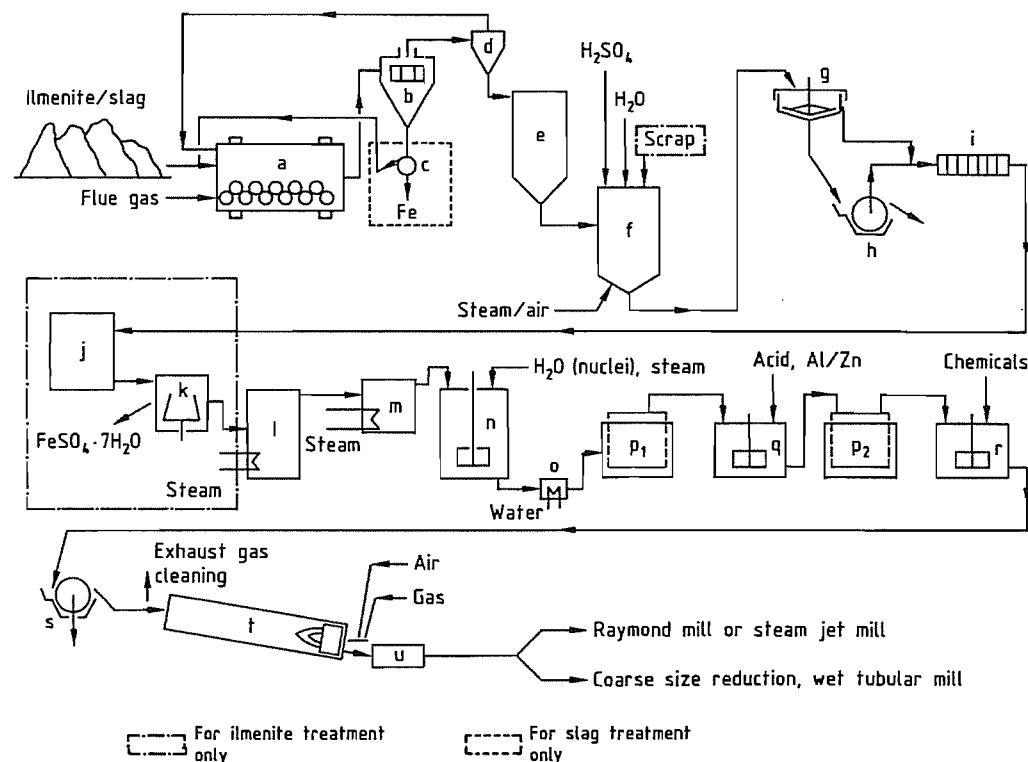 d
H₂SO₄
g
ilmenite/slag
b
H₂O
e
i
a
Scrap
c
Flue gas
Fe
f
h
Steam/air
j
Acid, Al/Zn
Chemicals
H₂O (nuclei), steam
k
m
n
l
p₁
q
p₂
r
FeSO₄·7H₂O
Steam
o
Steam
Water
Exhaust gas
cleaning
Air
Gas
s
t
u
Raymond mill or steam jet mill
Coarse size reduction, wet tubular mill
For ilmenite treatment
only
For slag treatment
only